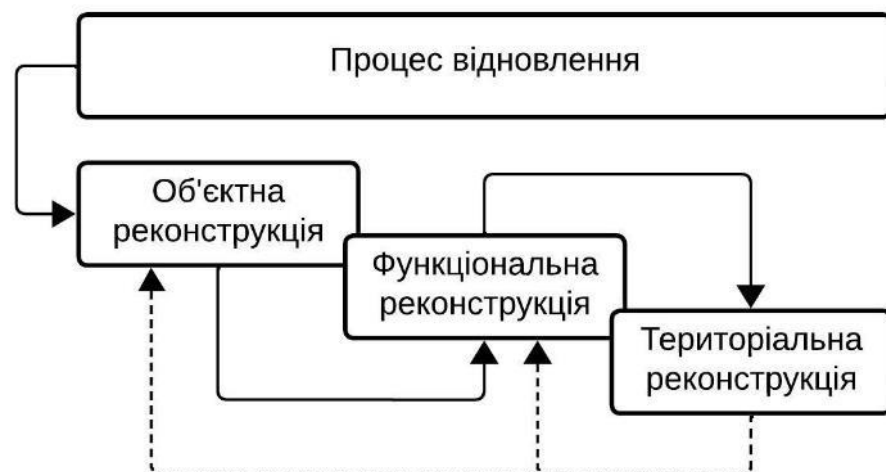 Процес відновлення
Об'єктна
реконструкція
Функціональна
реконструкція
Територіальна
реконструкція